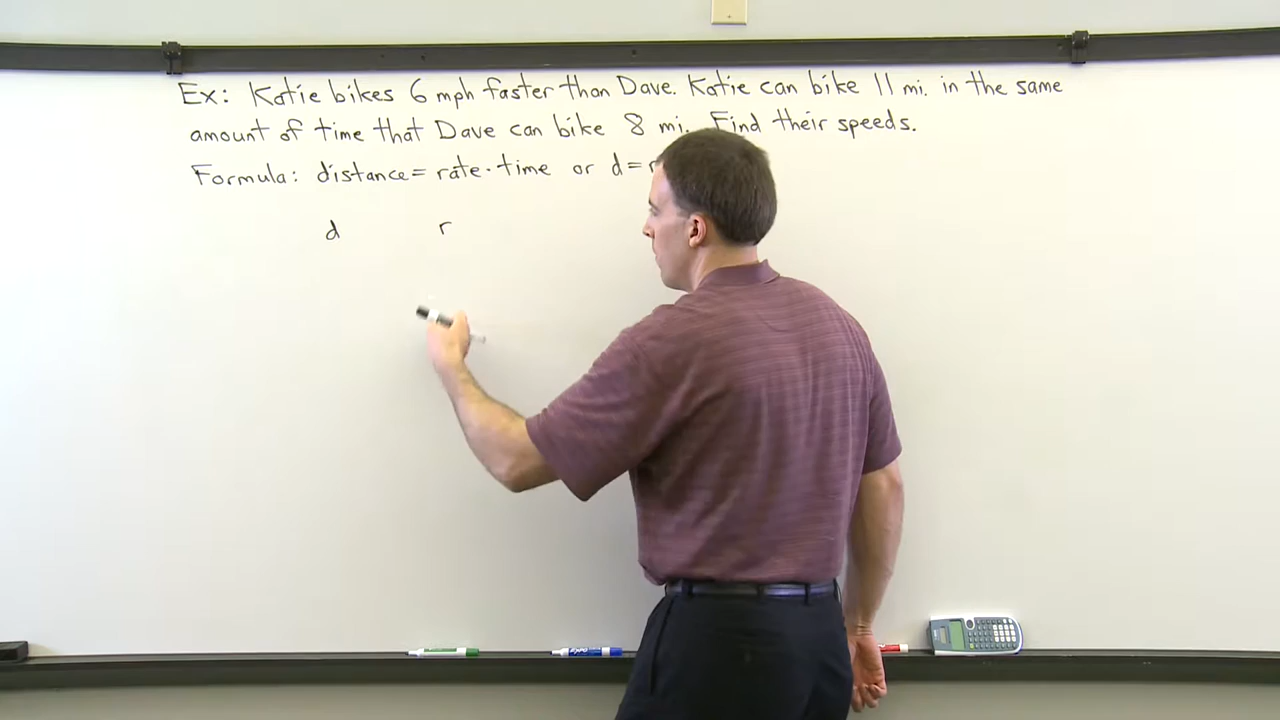 Ex: Katie bikes 6 mph faster than Dave. Katie can bike 11 mi. in the same
amount of time that Dave can bike 8 mi. Find their speeds.
Formula: distance = rate · time or d =
d r